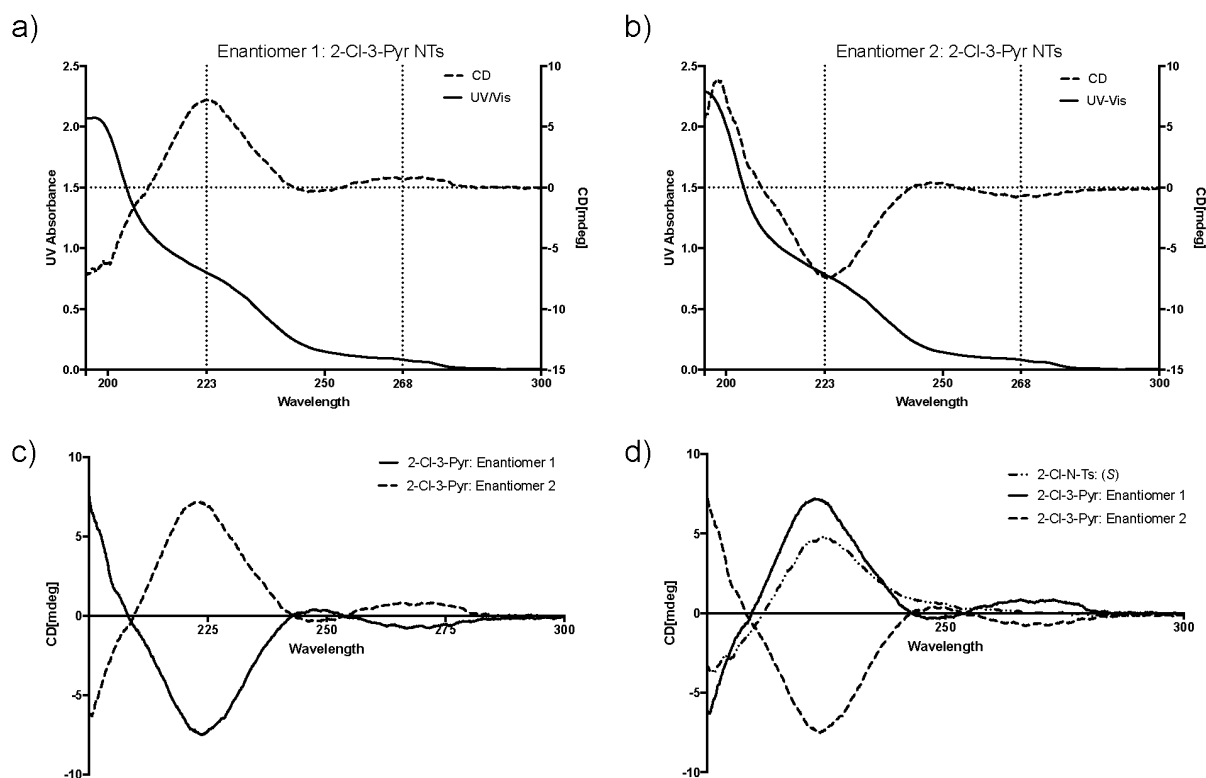 a)
Enantiomer 1: 2-Cl-3-Pyr NTs
2.5
2.0
1.5
1.0
0.5
0.0
UV Absorbance
10
5
0
-5
-10
-15
CD[mdeg]
CD
UV/Vis
200
223
250
268
300
Wavelength
b)
Enantiomer 2: 2-Cl-3-Pyr NTs
2.5
2.0
1.5
1.0
0.5
0.0
UV Absorbance
10
5
0
-5
-10
-15
CD[mdeg]
CD
UV-Vis
200
223
250
268
300
Wavelength
c)
10
5
0
-5
-10
CD[mdeg]
2-Cl-3-Pyr: Enantiomer 1
2-Cl-3-Pyr: Enantiomer 2
225
250
275
300
Wavelength
d)
10
5
0
-5
-10
CD[mdeg]
2-Cl-N-Ts: (S)
2-Cl-3-Pyr: Enantiomer 1
2-Cl-3-Pyr: Enantiomer 2
250
300
Wavelength